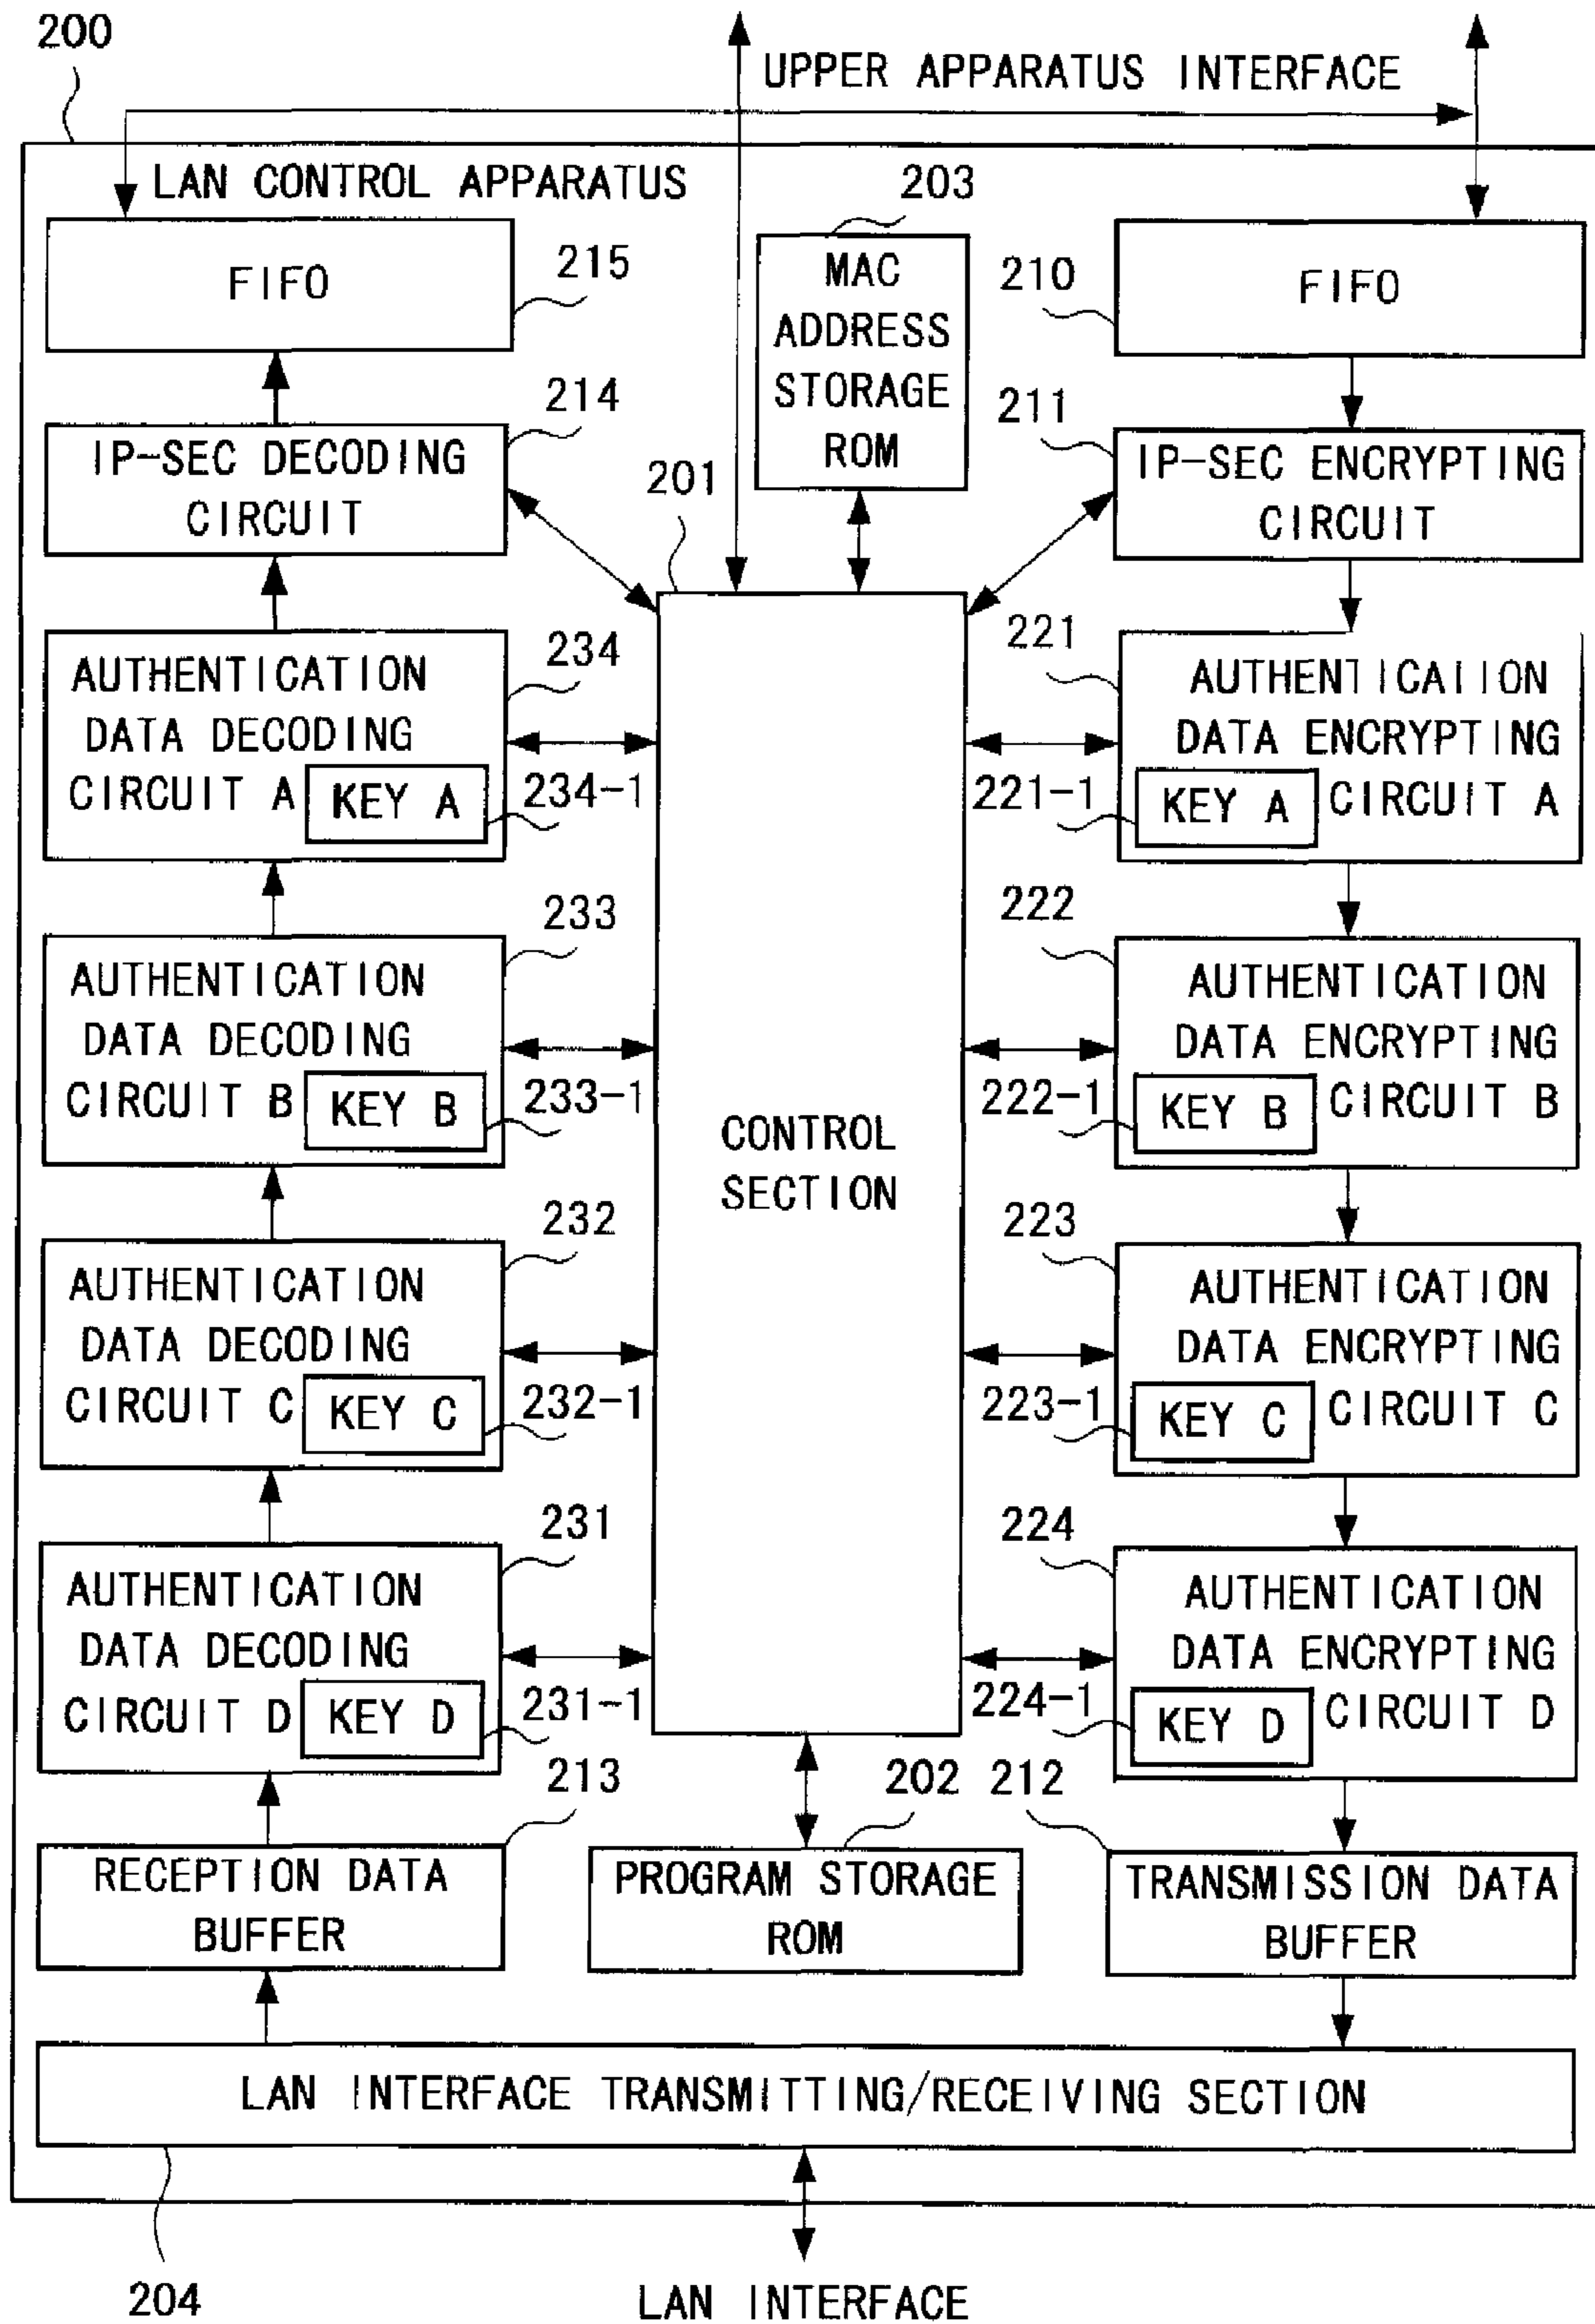 200
UPPER APPARATUS INTERFACE
LAN CONTROL APPARATUS
203
FIFO
215
MAC
ADDRESS
STORAGE
ROM
210
FIFO
214
IP-SEC DECODING
CIRCUIT
201
211
IP-SEC ENCRYPTING
CIRCUIT
234
AUTHENTICATION
DATA DECODING
CIRCUIT A
KEY A
234-1
221
AUTHENTICATION
DATA ENCRYPTING
CIRCUIT A
221-1
KEY A
233
AUTHENTICATION
DATA DECODING
CIRCUIT B
KEY B
233-1
222
AUTHENTICATION
DATA ENCRYPTING
CIRCUIT B
222-1
KEY B
CONTROL
SECTION
232
AUTHENTICATION
DATA DECODING
CIRCUIT C
KEY C
232-1
223
AUTHENTICATION
DATA ENCRYPTING
CIRCUIT C
223-1
KEY C
231
AUTHENTICATION
DATA DECODING
CIRCUIT D
KEY D
231-1
224
AUTHENTICATION
DATA ENCRYPTING
CIRCUIT D
224-1
KEY D
213
RECEPTION DATA
BUFFER
202
PROGRAM STORAGE
ROM
212
TRANSMISSION DATA
BUFFER
LAN INTERFACE TRANSMITTING/RECEIVING SECTION
204
LAN INTERFACE